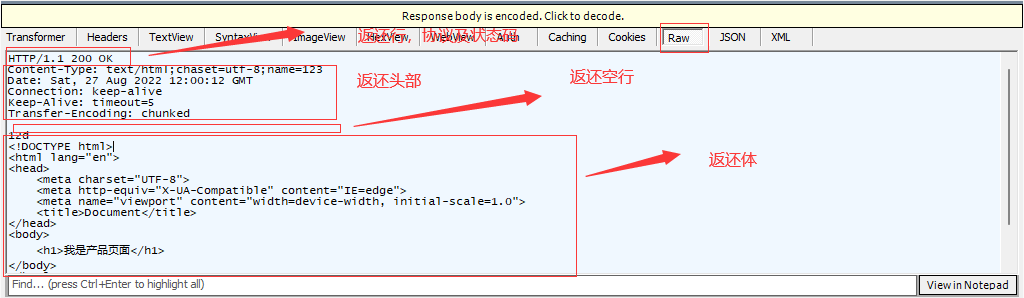 Response body is encoded. Click to decode.
Transformer Headers TextView SyntaxView ImageView HexView WebView Auth Caching Cookies Raw JSON XML
返还行，协议及状态码
HTTP/1.1 200 OK
Content-Type: text/html;chaset=utf-8;name=123
Date: Sat, 27 Aug 2022 12:00:12 GMT
Connection: keep-alive
Keep-Alive: timeout=5
Transfer-Encoding: chunked
返还头部
返还空行
12d
<!DOCTYPE html>
<html lang="en">
<head>
    <meta charset="UTF-8">
    <meta http-equiv="X-UA-Compatible" content="IE=edge">
    <meta name="viewport" content="width=device-width, initial-scale=1.0">
    <title>Document</title>
</head>
<body>
    <h1>我是产品页面</h1>
</body>
返还体
Find... (press Ctrl+Enter to highlight all)
View in Notepad